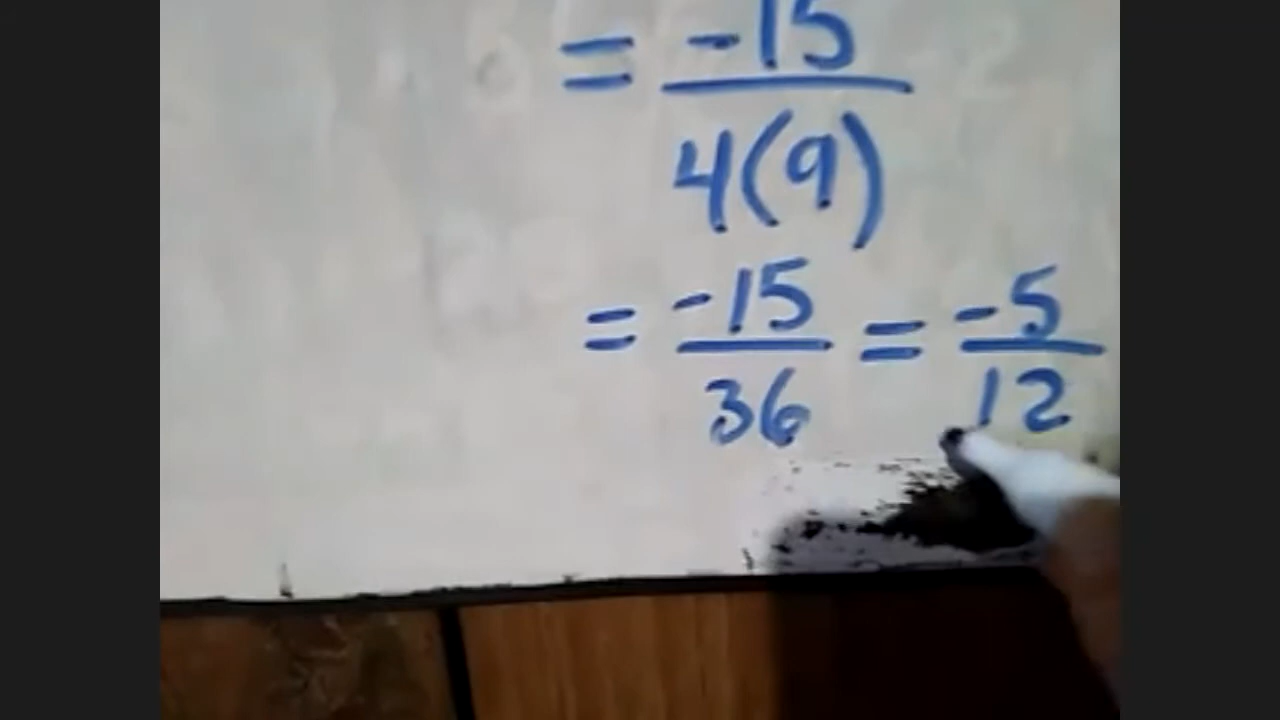 = -15
4(9)
= -15/36 = -5/12